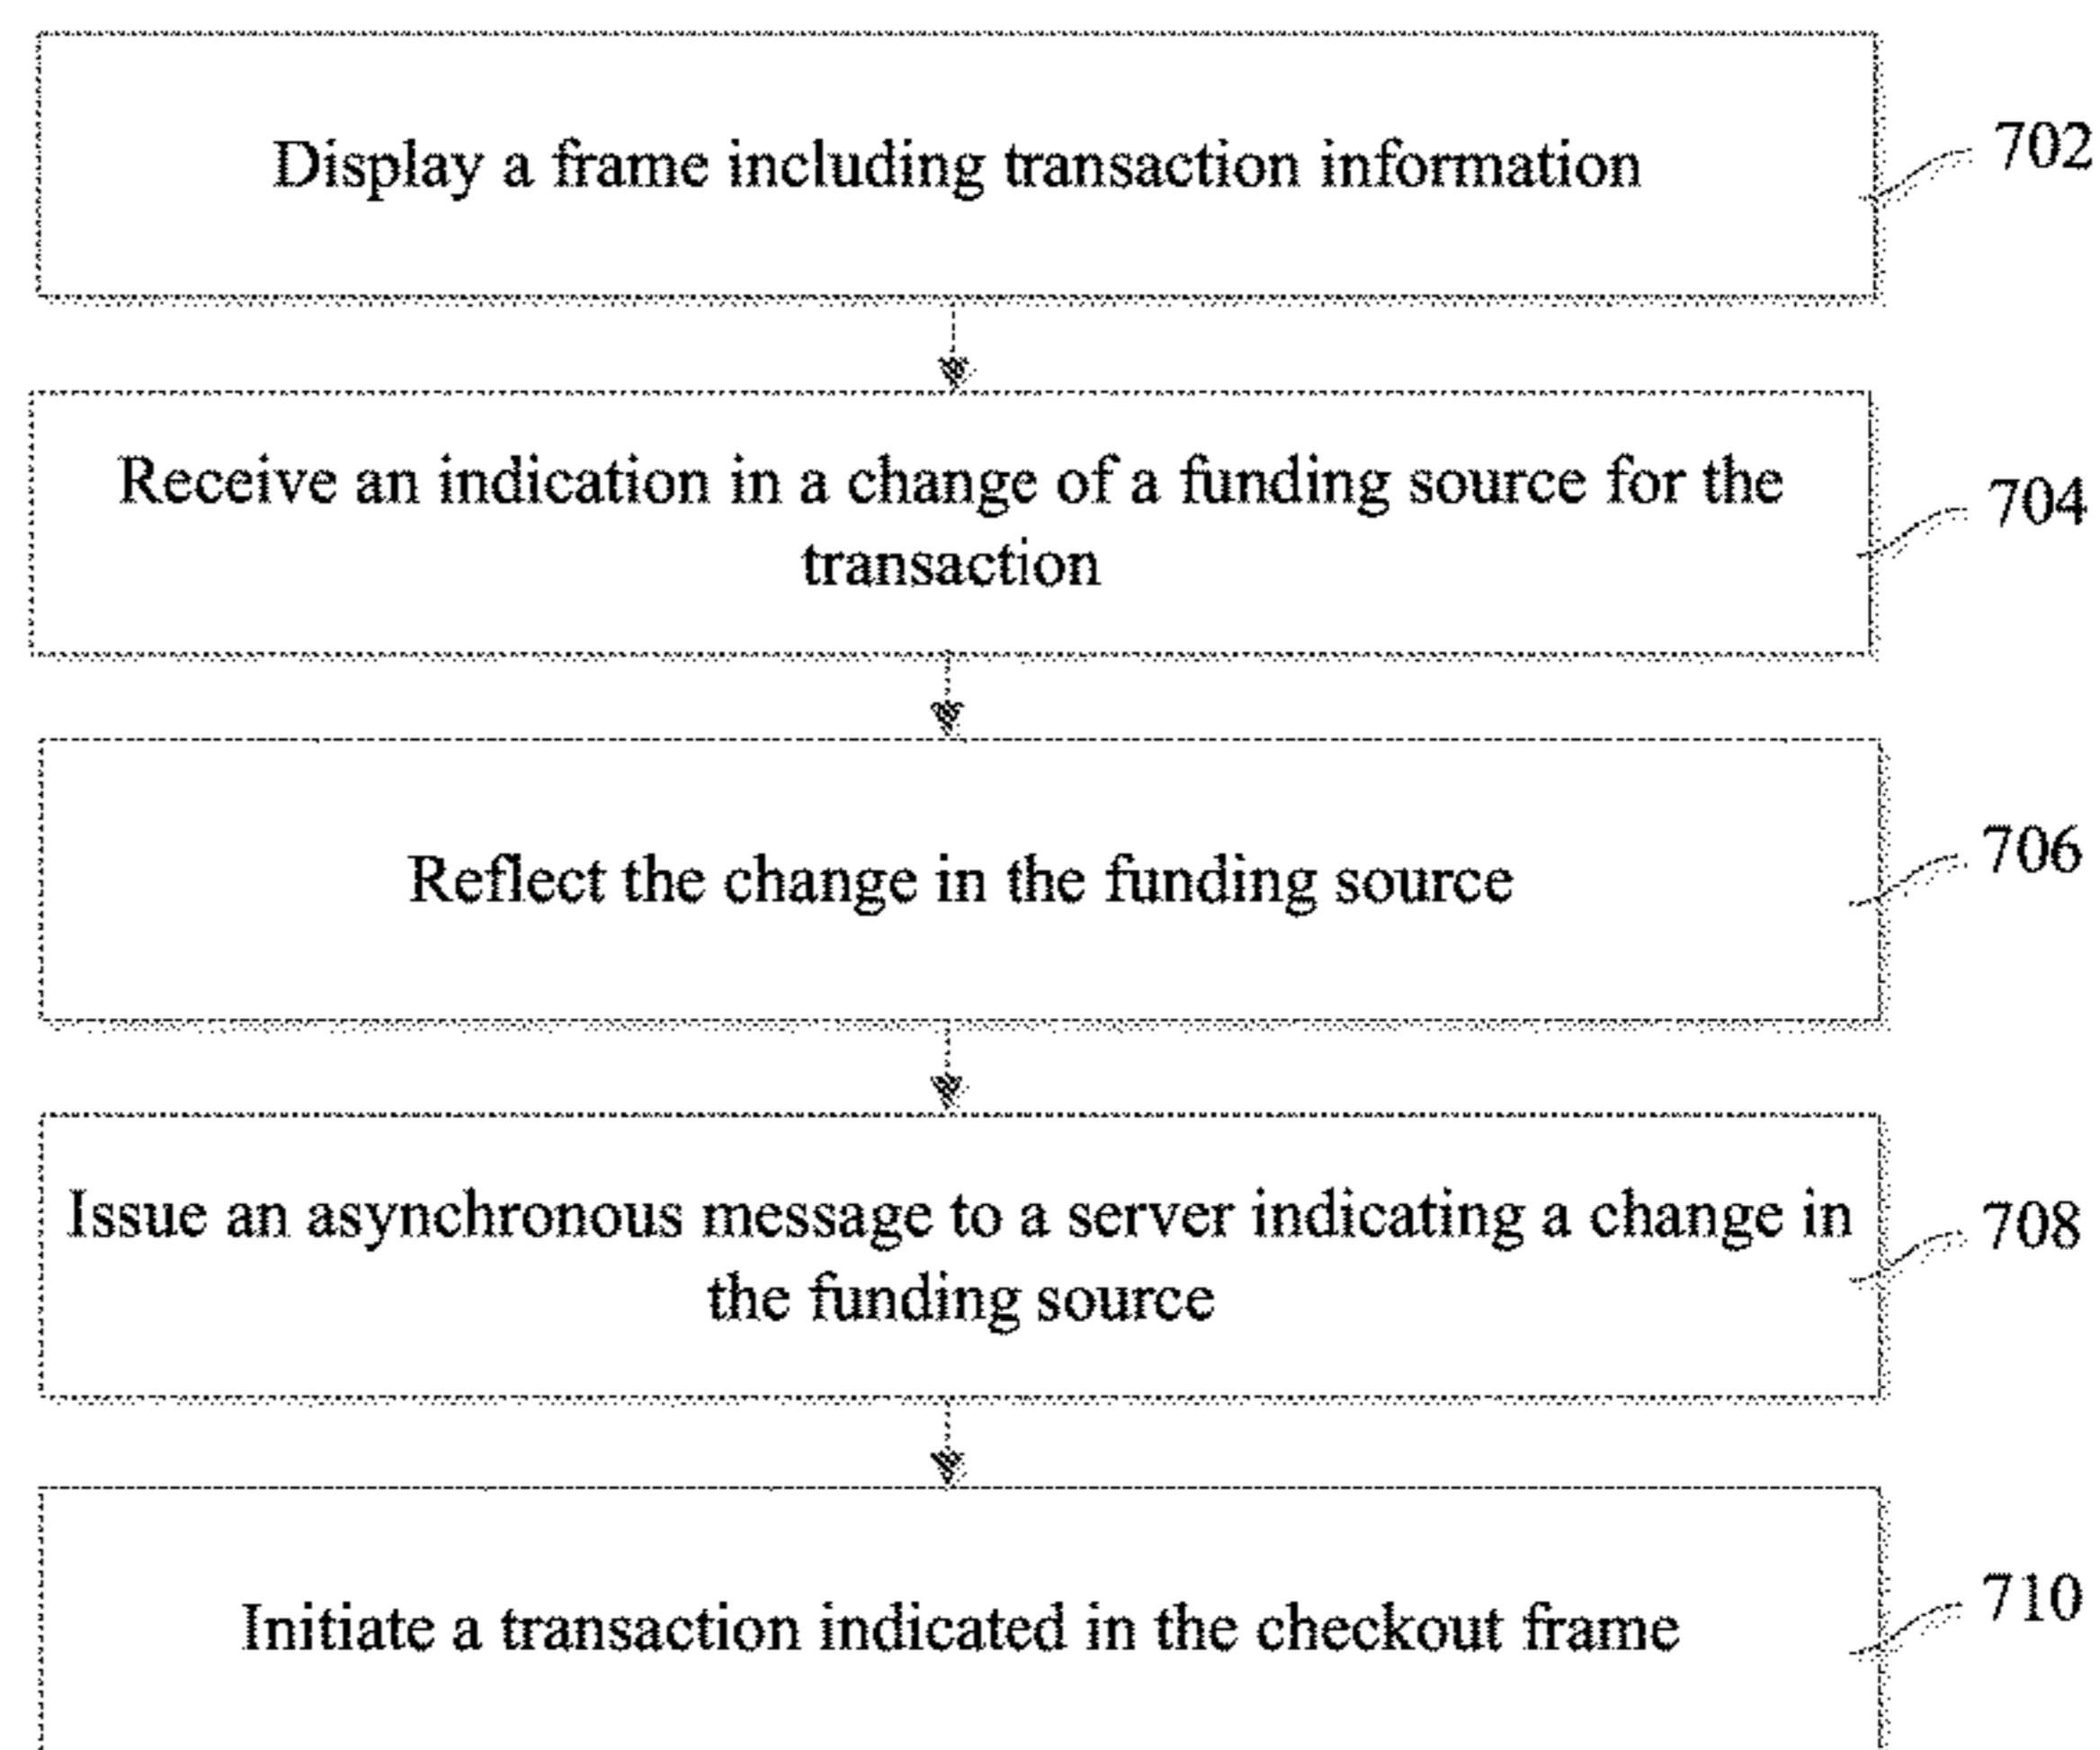 Display a frame including transaction information
702
Receive an indication in a change of a funding source for the
transaction
704
Reflect the change in the funding source
706
Issue an asynchronous message to a server indicating a change in
the funding source
708
Initiate a transaction indicated in the checkout frame
710